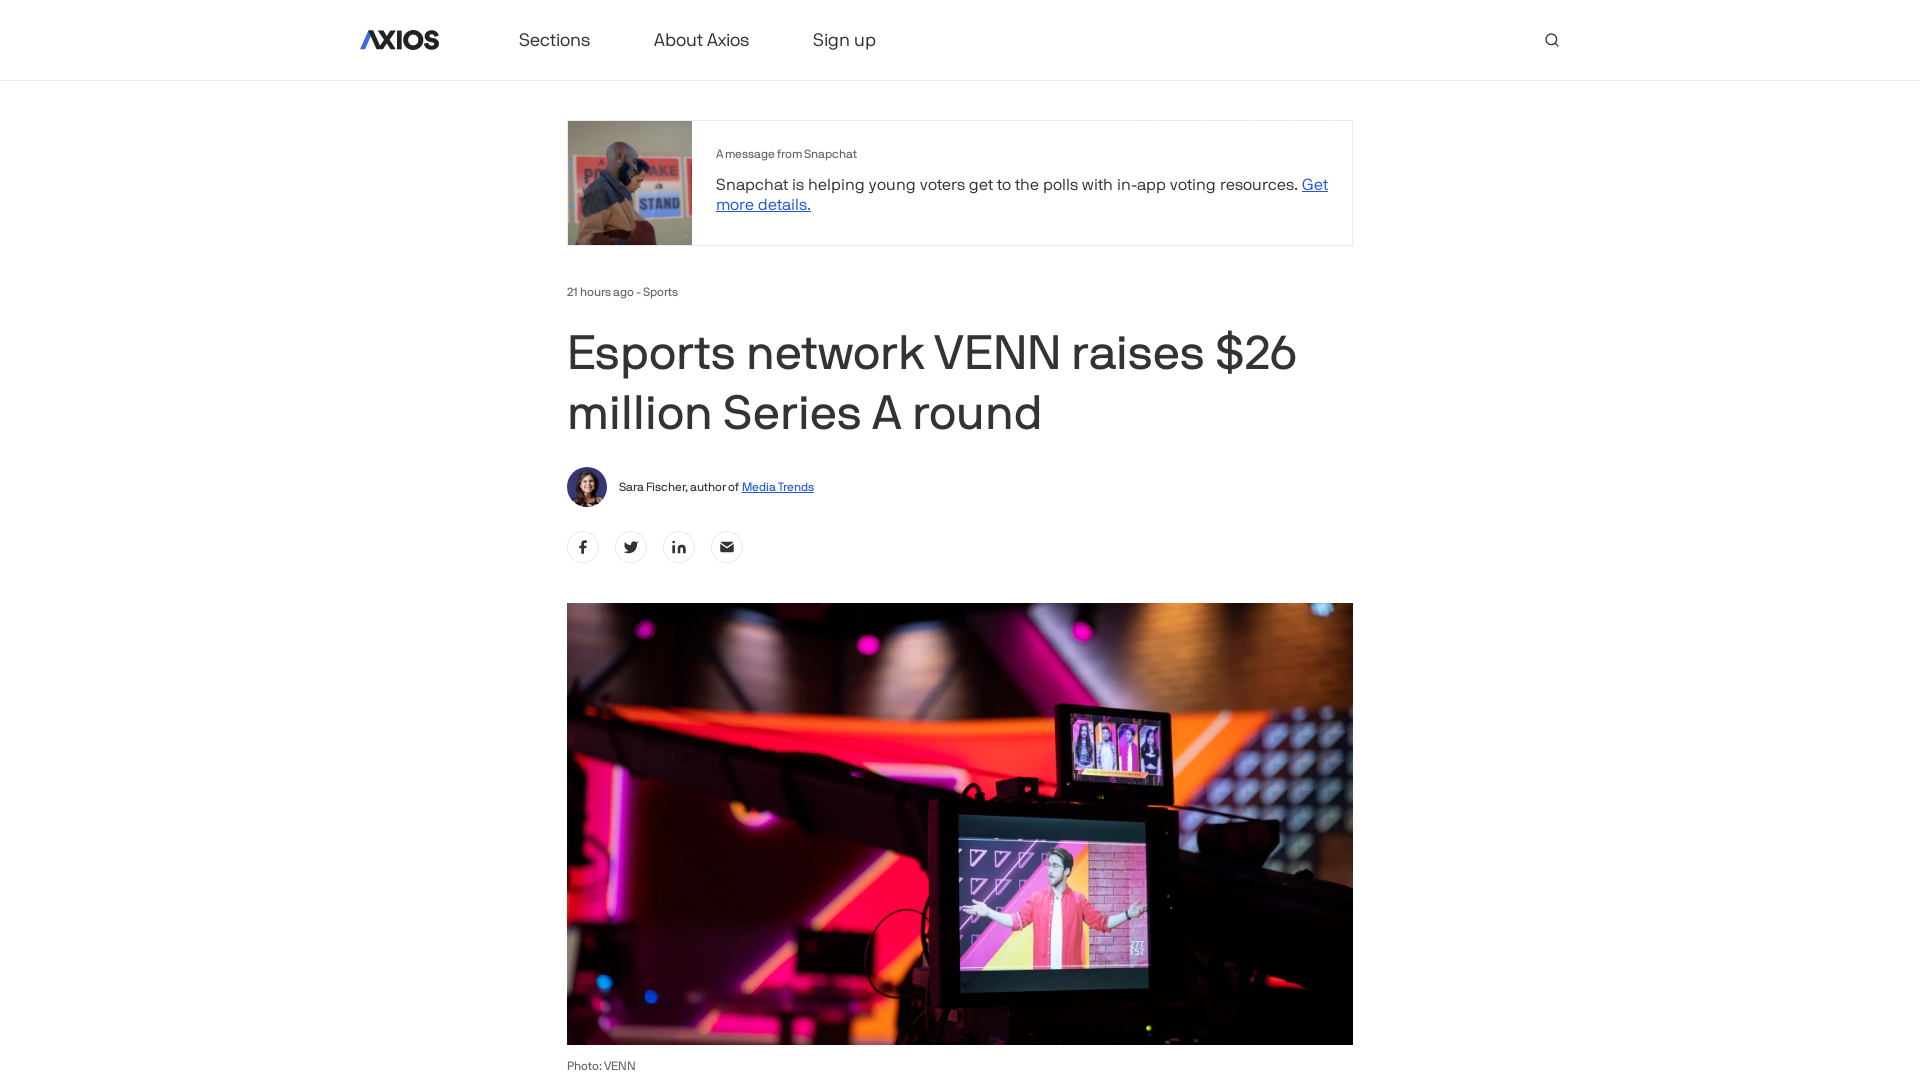 AXIOS
Sections
About Axios
Sign up
A message from Snapchat
Snapchat is helping young voters get to the polls with in-app voting resources. Get
more details.
STAND
21 hours ago - Sports
Esports network VENN raises $26
million Series A round
Sara Fischer, author of Media Trends
Photo: VENN